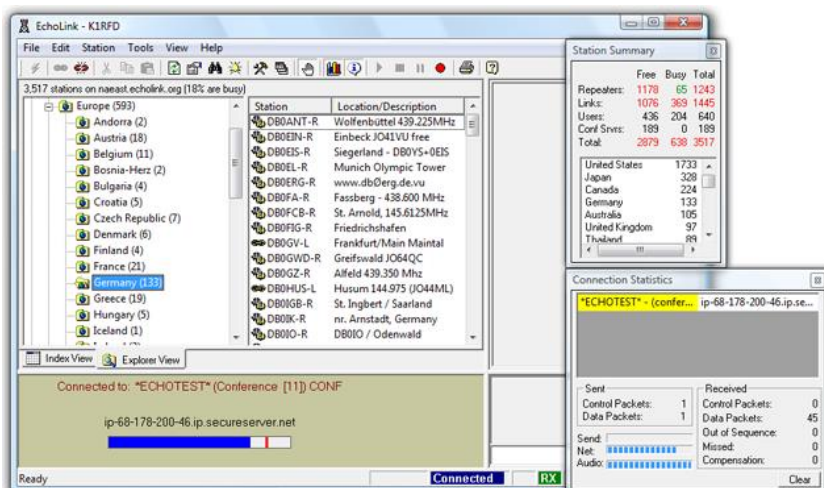 EchoLink - K1RFD
File Edit Station Tools View Help
3,517 stations on naeast.echolink.org (18% are busy)
Europe (593)
Andorra (2)
Austria (18)
Belgium (11)
Bosnia-Herz (2)
Bulgaria (4)
Croatia (5)
Czech Republic (7)
Denmark (6)
Finland (4)
France (21)
Germany (133)
Greece (19)
Hungary (5)
Iceland (1)
Station Location/Description
DB0ANT-R Wolfenbüttel 439.225MHz
DB0EIN-R Einbeck JO41VU free
DB0EIS-R Siegerland - DB0YS+0EIS
DB0EL-R Munich Olympic Tower
DB0ERG-R www.db0erg.de.vu
DB0FA-R Fassberg - 438.600 MHz
DB0FCB-R St. Arnold, 145.6125MHz
DB0FIG-R Friedrichshafen
DB0GV-L Frankfurt/Main Maintal
DB0GWD-R Greifswald JO64QC
DB0GZ-R Alfeld 439.350 Mhz
DB0HUS-L Husum 144.975 (JO44ML)
DB0IGB-R St. Ingbert / Saarland
DB0IK-R nr. Arnstadt, Germany
DB0IO-R DB0IO / Odenwald
Index View Explorer View
Connected to: *ECHOTEST* (Conference [11]) CONF
ip-68-178-200-46.ip.secureserver.net
Ready Connected RX
Station Summary
Free Busy Total
Repeaters: 1178 65 1243
Links: 1076 369 1445
Users: 436 204 640
Conf Srvrs: 189 0 189
Total: 2879 638 3517
United States 1733
Japan 328
Canada 224
Germany 133
Australia 105
United Kingdom 97
Thailand 89
Connection Statistics
*ECHOTEST* - (confer... ip-68-178-200-46.ip.se...
Sent
Control Packets: 1
Data Packets: 1
Send:
Net:
Audio:
Received
Control Packets: 0
Data Packets: 45
Out of Sequence: 0
Missed: 0
Compensation: 0
Clear